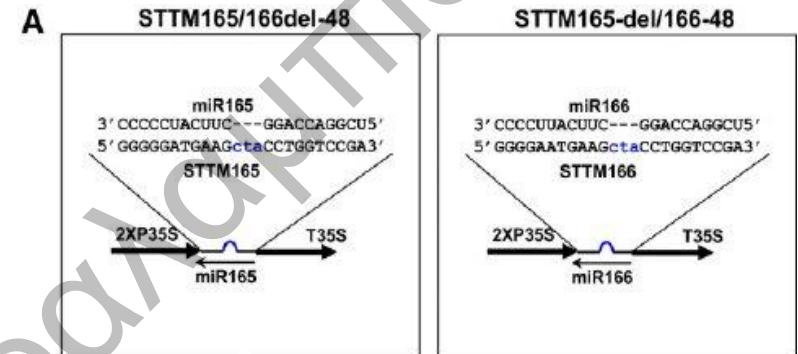 A
STTM165/166del-48
miR165
3'CCCCCUACUUC---GGACCAGGCU5'
5'GGGGGATGAAGctaCCTGGTCCGA3'
STTM165
2XP35S
T35S
miR165
STTM165-del/166-48
miR166
3'CCCCUUACUUC---GGACCAGGCU5'
5'GGGGAATGAAGctaCCTGGTCCGA3'
STTM166
2XP35S
T35S
miR166